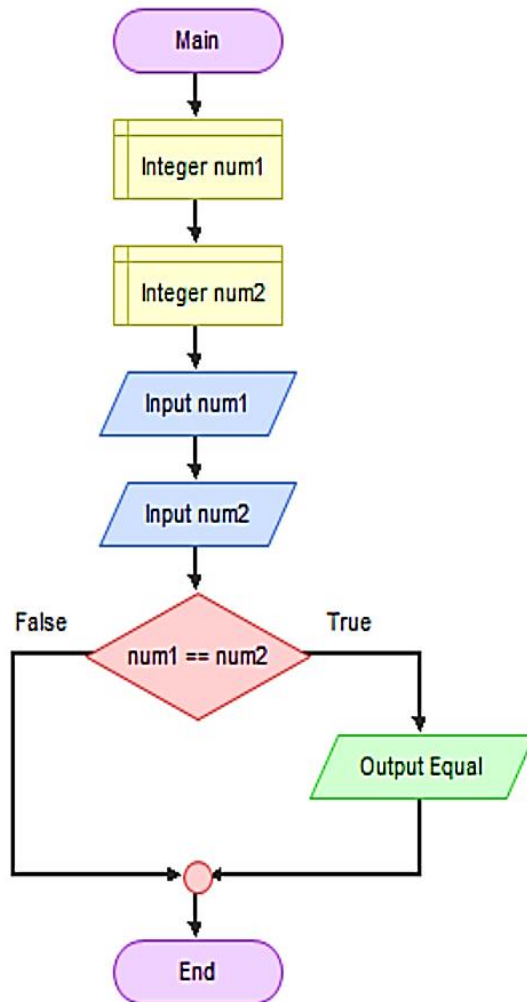 Main
Integer num1
Integer num2
Input num1
Input num2
False
True
num1 == num2
Output Equal
End